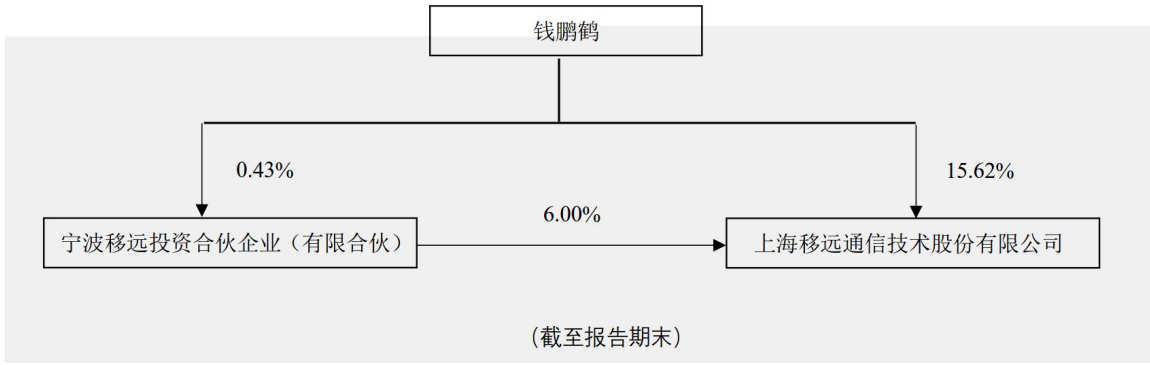 钱鹏鹤
0.43%
15.62%
6.00%
宁波移远投资合伙企业（有限合伙）
上海移远通信技术股份有限公司
（截至报告期末）